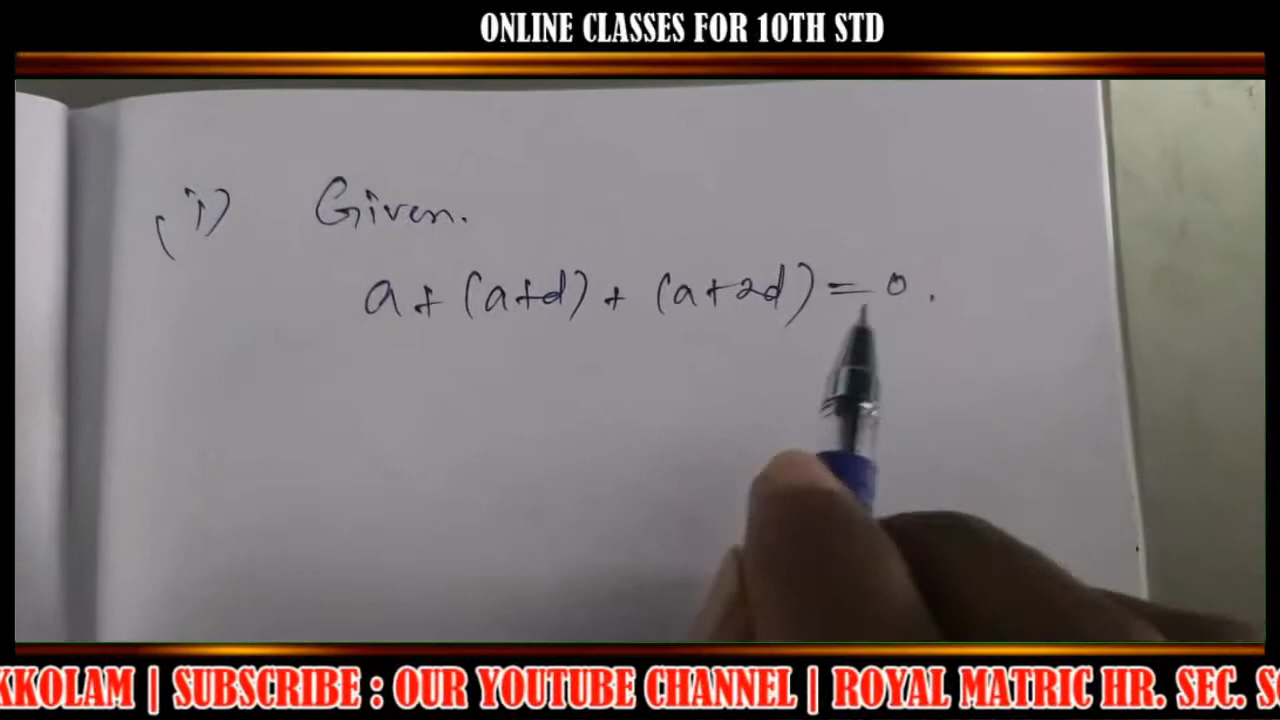 ONLINE CLASSES FOR 10TH STD
(i) Given.
a + (a+d) + (a+2d) = 0.
KKOLAM | SUBSCRIBE : OUR YOUTUBE CHANNEL | ROYAL MATRIC HR. SEC. S